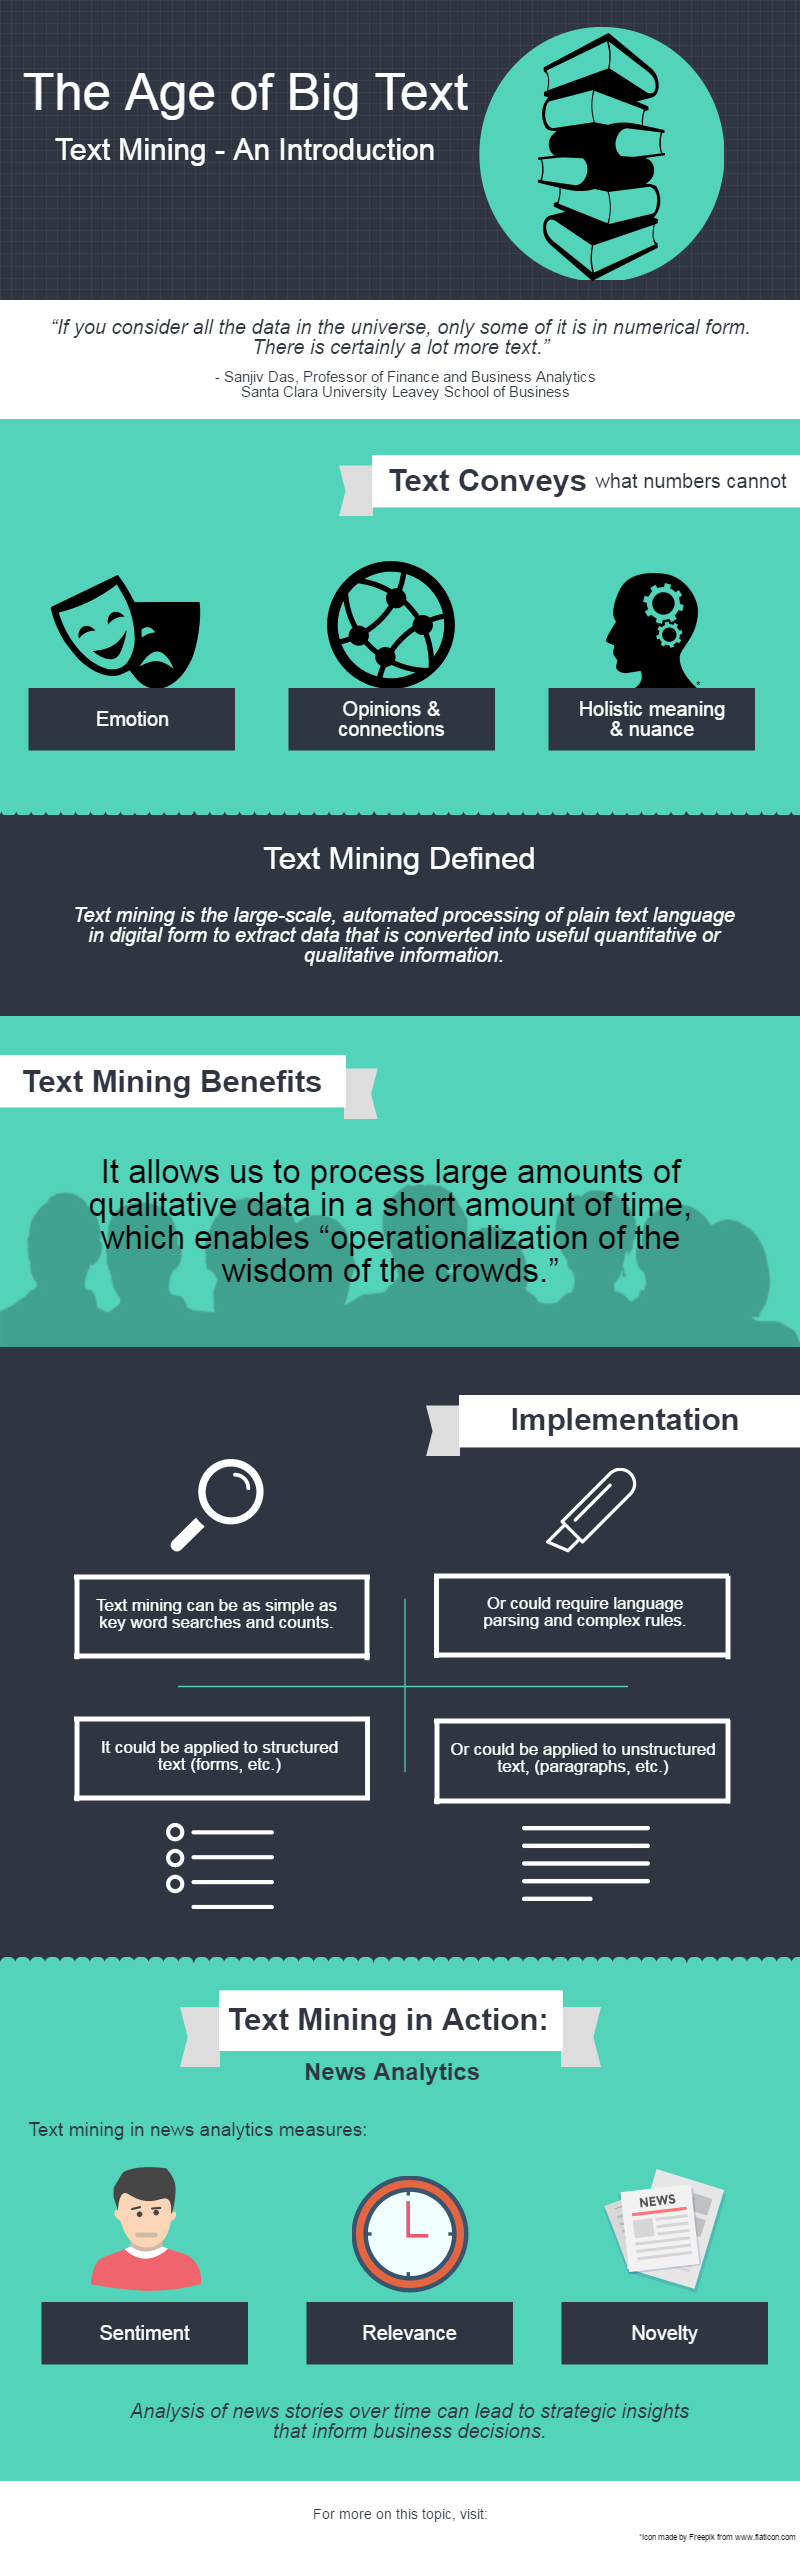 The Age of Big Text
Text Mining - An Introduction
“If you consider all the data in the universe, only some of it is in numerical form.
There is certainly a lot more text.”
- Sanjiv Das, Professor of Finance and Business Analytics
Santa Clara University Leavey School of Business
Text Conveys what numbers cannot
*
Emotion
Opinions &
connections
Holistic meaning
& nuance
Text Mining Defined
Text mining is the large-scale, automated processing of plain text language
in digital form to extract data that is converted into useful quantitative or
qualitative information.
Text Mining Benefits
It allows us to process large amounts of
qualitative data in a short amount of time,
which enables “operationalization of the
wisdom of the crowds.”
Implementation
Text mining can be as simple as
key word searches and counts.
Or could require language
parsing and complex rules.
It could be applied to structured
text (forms, etc.)
Or could be applied to unstructured
text, (paragraphs, etc.)
Text Mining in Action:
News Analytics
Text mining in news analytics measures:
NEWS
Sentiment
Relevance
Novelty
Analysis of news stories over time can lead to strategic insights
that inform business decisions.
For more on this topic, visit:
*Icon made by Freepik from www.flaticon.com